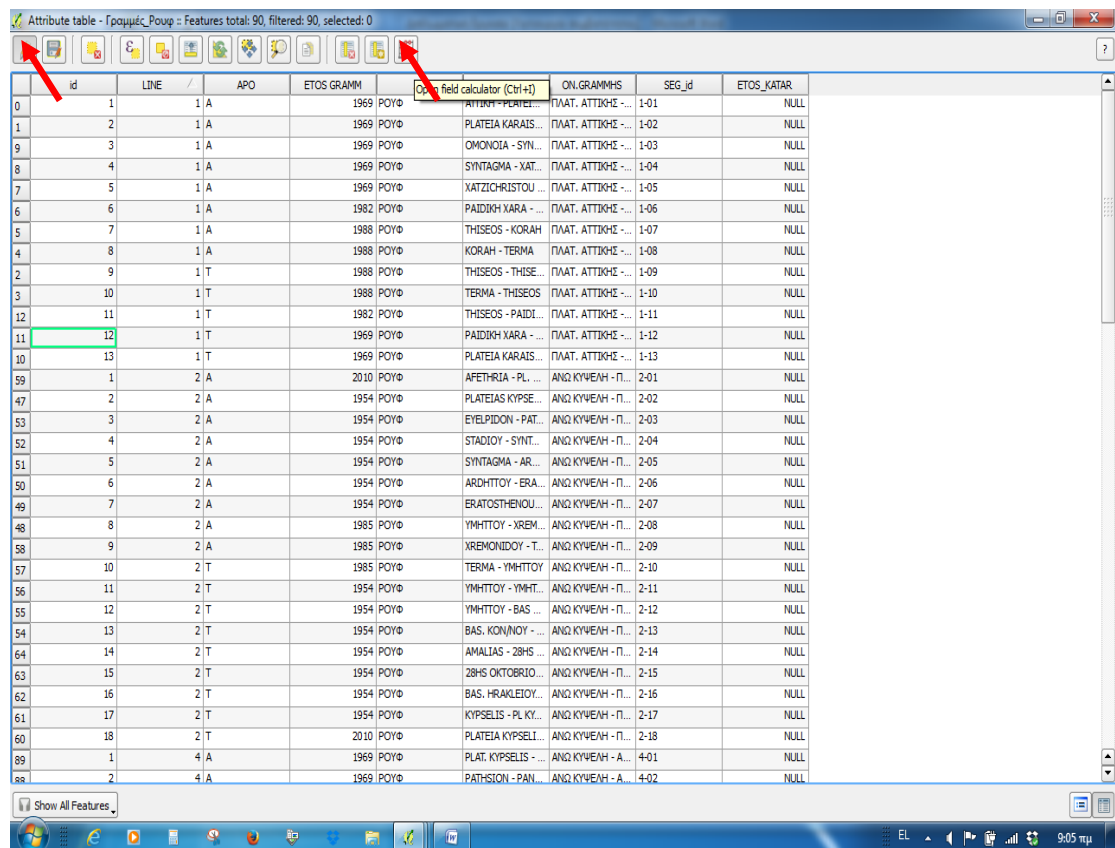 Attribute table - Γραμμές_Ρουφ :: Features total: 90, filtered: 90, selected: 0
?
id LINE APO ETOS GRAMM ON.GRAMMHS SEG_id ETOS_KATAR
Open field calculator (Ctrl+I)
0 1 1 A 1969 ΡΟΥΦ ATTIKH - PLATEI... ΠΛΑΤ. ΑΤΤΙΚΗΣ -... 1-01 NULL
1 2 1 A 1969 ΡΟΥΦ PLATEIA KARAIS... ΠΛΑΤ. ΑΤΤΙΚΗΣ -... 1-02 NULL
9 3 1 A 1969 ΡΟΥΦ OMONOIA - SYN... ΠΛΑΤ. ΑΤΤΙΚΗΣ -... 1-03 NULL
8 4 1 A 1969 ΡΟΥΦ SYNTAGMA - XAT... ΠΛΑΤ. ΑΤΤΙΚΗΣ -... 1-04 NULL
7 5 1 A 1969 ΡΟΥΦ XATZICHRISTOU ... ΠΛΑΤ. ΑΤΤΙΚΗΣ -... 1-05 NULL
6 6 1 A 1982 ΡΟΥΦ PAIDIKH XARA - ... ΠΛΑΤ. ΑΤΤΙΚΗΣ -... 1-06 NULL
5 7 1 A 1988 ΡΟΥΦ THISEOS - KORAH ΠΛΑΤ. ΑΤΤΙΚΗΣ -... 1-07 NULL
4 8 1 A 1988 ΡΟΥΦ KORAH - TERMA ΠΛΑΤ. ΑΤΤΙΚΗΣ -... 1-08 NULL
2 9 1 T 1988 ΡΟΥΦ THISEOS - THISE... ΠΛΑΤ. ΑΤΤΙΚΗΣ -... 1-09 NULL
3 10 1 T 1988 ΡΟΥΦ TERMA - THISEOS ΠΛΑΤ. ΑΤΤΙΚΗΣ -... 1-10 NULL
12 11 1 T 1982 ΡΟΥΦ THISEOS - PAIDI... ΠΛΑΤ. ΑΤΤΙΚΗΣ -... 1-11 NULL
11 12 1 T 1969 ΡΟΥΦ PAIDIKH XARA - ... ΠΛΑΤ. ΑΤΤΙΚΗΣ -... 1-12 NULL
10 13 1 T 1969 ΡΟΥΦ PLATEIA KARAIS... ΠΛΑΤ. ΑΤΤΙΚΗΣ -... 1-13 NULL
59 1 2 A 2010 ΡΟΥΦ AFETHRIA - PL. ... ΑΝΩ ΚΥΨΕΛΗ - Π... 2-01 NULL
47 2 2 A 1954 ΡΟΥΦ PLATEIAS KYPSE... ΑΝΩ ΚΥΨΕΛΗ - Π... 2-02 NULL
53 3 2 A 1954 ΡΟΥΦ EYELPIDON - PAT... ΑΝΩ ΚΥΨΕΛΗ - Π... 2-03 NULL
52 4 2 A 1954 ΡΟΥΦ STADIOY - SYNT... ΑΝΩ ΚΥΨΕΛΗ - Π... 2-04 NULL
51 5 2 A 1954 ΡΟΥΦ SYNTAGMA - AR... ΑΝΩ ΚΥΨΕΛΗ - Π... 2-05 NULL
50 6 2 A 1954 ΡΟΥΦ ARDHTTOY - ERA... ΑΝΩ ΚΥΨΕΛΗ - Π... 2-06 NULL
49 7 2 A 1954 ΡΟΥΦ ERATOSTHENOU... ΑΝΩ ΚΥΨΕΛΗ - Π... 2-07 NULL
48 8 2 A 1985 ΡΟΥΦ YMHTTOY - XREM... ΑΝΩ ΚΥΨΕΛΗ - Π... 2-08 NULL
58 9 2 A 1985 ΡΟΥΦ XREMONIDOY - T... ΑΝΩ ΚΥΨΕΛΗ - Π... 2-09 NULL
57 10 2 T 1985 ΡΟΥΦ TERMA - YMHTTOY ΑΝΩ ΚΥΨΕΛΗ - Π... 2-10 NULL
56 11 2 T 1954 ΡΟΥΦ YMHTTOY - YMHT... ΑΝΩ ΚΥΨΕΛΗ - Π... 2-11 NULL
55 12 2 T 1954 ΡΟΥΦ YMHTTOY - BAS ... ΑΝΩ ΚΥΨΕΛΗ - Π... 2-12 NULL
54 13 2 T 1954 ΡΟΥΦ BAS. KON/NOY - ... ΑΝΩ ΚΥΨΕΛΗ - Π... 2-13 NULL
64 14 2 T 1954 ΡΟΥΦ AMALIAS - 28HS ... ΑΝΩ ΚΥΨΕΛΗ - Π... 2-14 NULL
63 15 2 T 1954 ΡΟΥΦ 28HS OKTOBRIO... ΑΝΩ ΚΥΨΕΛΗ - Π... 2-15 NULL
62 16 2 T 1954 ΡΟΥΦ BAS. HRAKLEIOY... ΑΝΩ ΚΥΨΕΛΗ - Π... 2-16 NULL
61 17 2 T 1954 ΡΟΥΦ KYPSELIS - PL KY... ΑΝΩ ΚΥΨΕΛΗ - Π... 2-17 NULL
60 18 2 T 2010 ΡΟΥΦ PLATEIA KYPSELI... ΑΝΩ ΚΥΨΕΛΗ - Π... 2-18 NULL
89 1 4 A 1969 ΡΟΥΦ PLAT. KYPSELIS - ... ΑΝΩ ΚΥΨΕΛΗ - Α... 4-01 NULL
88 2 4 A 1969 ΡΟΥΦ PATHSION - PAN... ΑΝΩ ΚΥΨΕΛΗ - Α... 4-02 NULL
Show All Features
EL 9:05 πμ